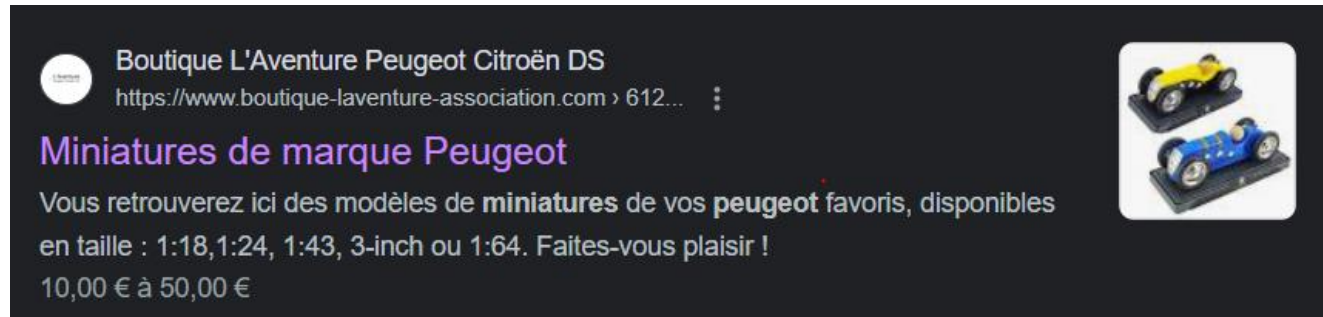 Boutique L'Aventure Peugeot Citroën DS
https://www.boutique-laventure-association.com › 612...
Miniatures de marque Peugeot
Vous retrouverez ici des modèles de miniatures de vos peugeot favoris, disponibles
en taille : 1:18,1:24, 1:43, 3-inch ou 1:64. Faites-vous plaisir !
10,00 € à 50,00 €